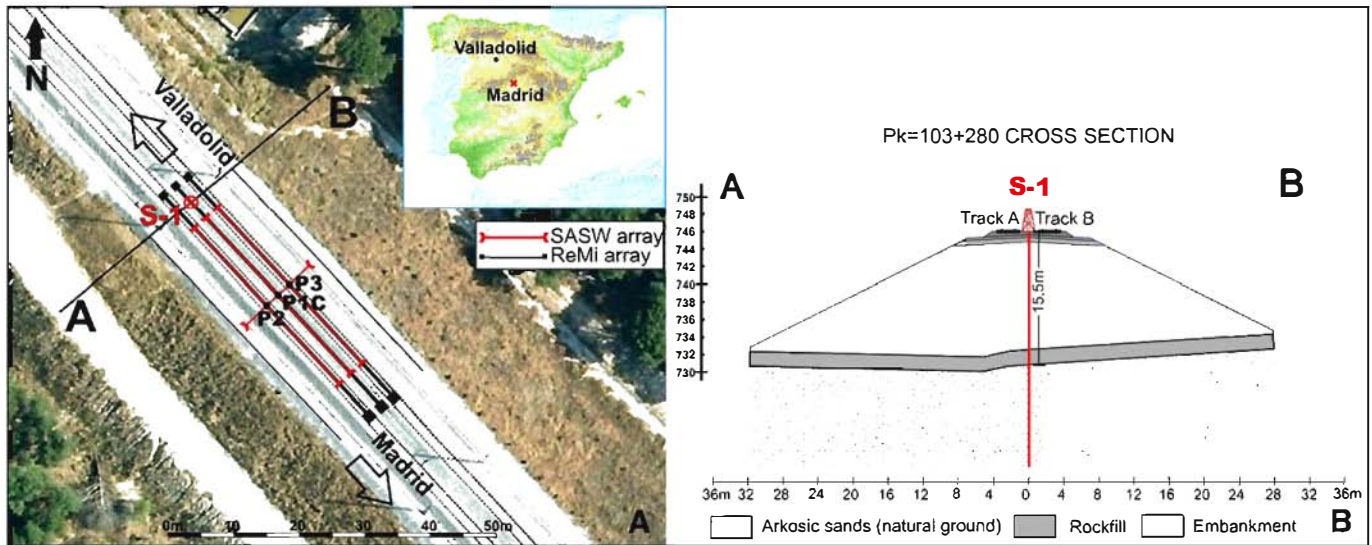 N
Valladolid
B
S-1
A
P3
P1C
P2
Madrid
0m 10 20 30 40 50m
A
Valladolid
Madrid
SASW array
ReMi array
Pk=103+280 CROSS SECTION
A
S-1
B
Track A
Track B
750
748
746
744
742
740
738
736
734
732
730
15.5m
36m 32 28 24 20 16 12 8 4 0 4 8 12 16 20 24 28 32 36m
Arkosic sands (natural ground)
Rockfill
Embankment
B